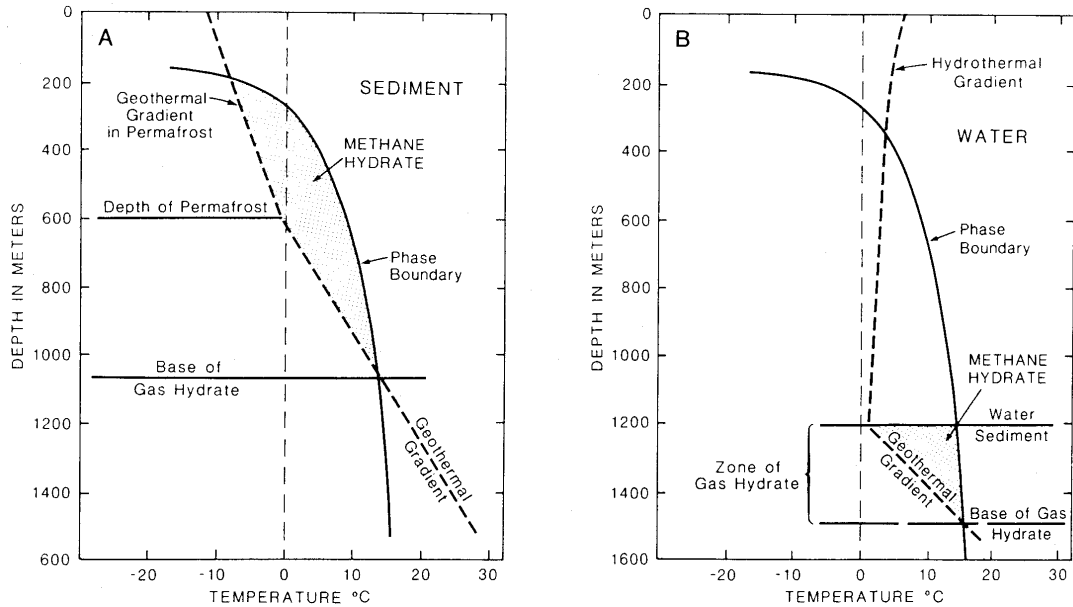 A
SEDIMENT
Geothermal
Gradient
in Permafrost
METHANE
HYDRATE
Depth of Permafrost
Phase
Boundary
Base of
Gas Hydrate
Geothermal
Gradient
DEPTH IN METERS
0
200
400
600
800
1000
1200
1400
600
-20
-10
0
10
20
30
TEMPERATURE °C
B
Hydrothermal
Gradient
WATER
Phase
Boundary
METHANE
HYDRATE
Water
Sediment
Geothermal
Gradient
Zone of
Gas Hydrate
Base of Gas
Hydrate
DEPTH IN METERS
0
200
400
600
800
1000
1200
1400
1600
-20
-10
0
10
20
30
TEMPERATURE °C